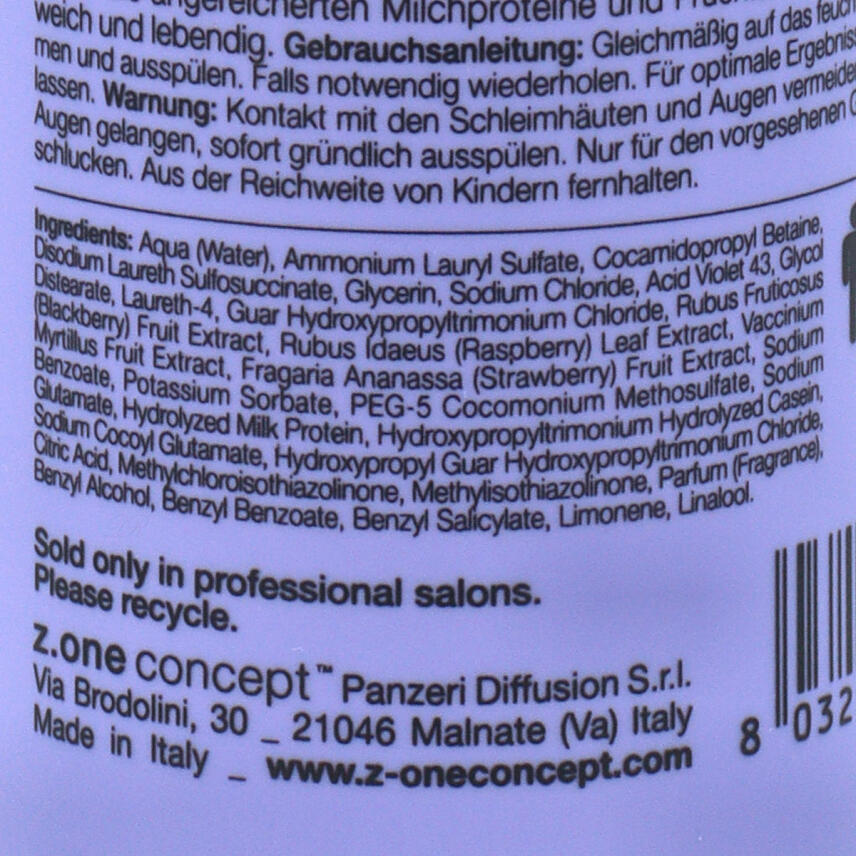 angereicherten Milchproteine und
weich und lebendig. Gebrauchsanleitung: Gleichmäßig auf das feuch
men und ausspülen. Falls notwendig wiederholen. Für optimale Ergebnis
lassen. Warnung: Kontakt mit den Schleimhäuten und Augen vermeide
Augen gelangen, sofort gründlich ausspülen. Nur für den vorgesehenen
schlucken. Aus der Reichweite von Kindern fernhalten.
Ingredients: Aqua (Water), Ammonium Lauryl Sulfate, Cocamidopropyl Betaine,
Disodium Laureth Sulfosuccinate, Glycerin, Sodium Chloride, Acid Violet 43, Glycol
Distearate, Laureth-4, Guar Hydroxypropyltrimonium Chloride, Rubus Fruticosus
(Blackberry) Fruit Extract, Rubus Idaeus (Raspberry) Leaf Extract, Vaccinium
Myrtillus Fruit Extract, Fragaria Ananassa (Strawberry) Fruit Extract, Sodium
Benzoate, Potassium Sorbate, PEG-5 Cocomonium Methosulfate, Sodium
Glutamate, Hydrolyzed Milk Protein, Hydroxypropyltrimonium Hydrolyzed Casein,
Sodium Cocoyl Glutamate, Hydroxypropyl Guar Hydroxypropyltrimonium Chloride,
Citric Acid, Methylchloroisothiazolinone, Methylisothiazolinone, Parfum (Fragrance),
Benzyl Alcohol, Benzyl Benzoate, Benzyl Salicylate, Limonene, Linalool.
Sold only in professional salons.
Please recycle.
z.one concept™ Panzeri Diffusion S.r.l.
Via Brodolini, 30 _ 21046 Malnate (Va) Italy
Made in Italy _ www.z-oneconcept.com
8 032